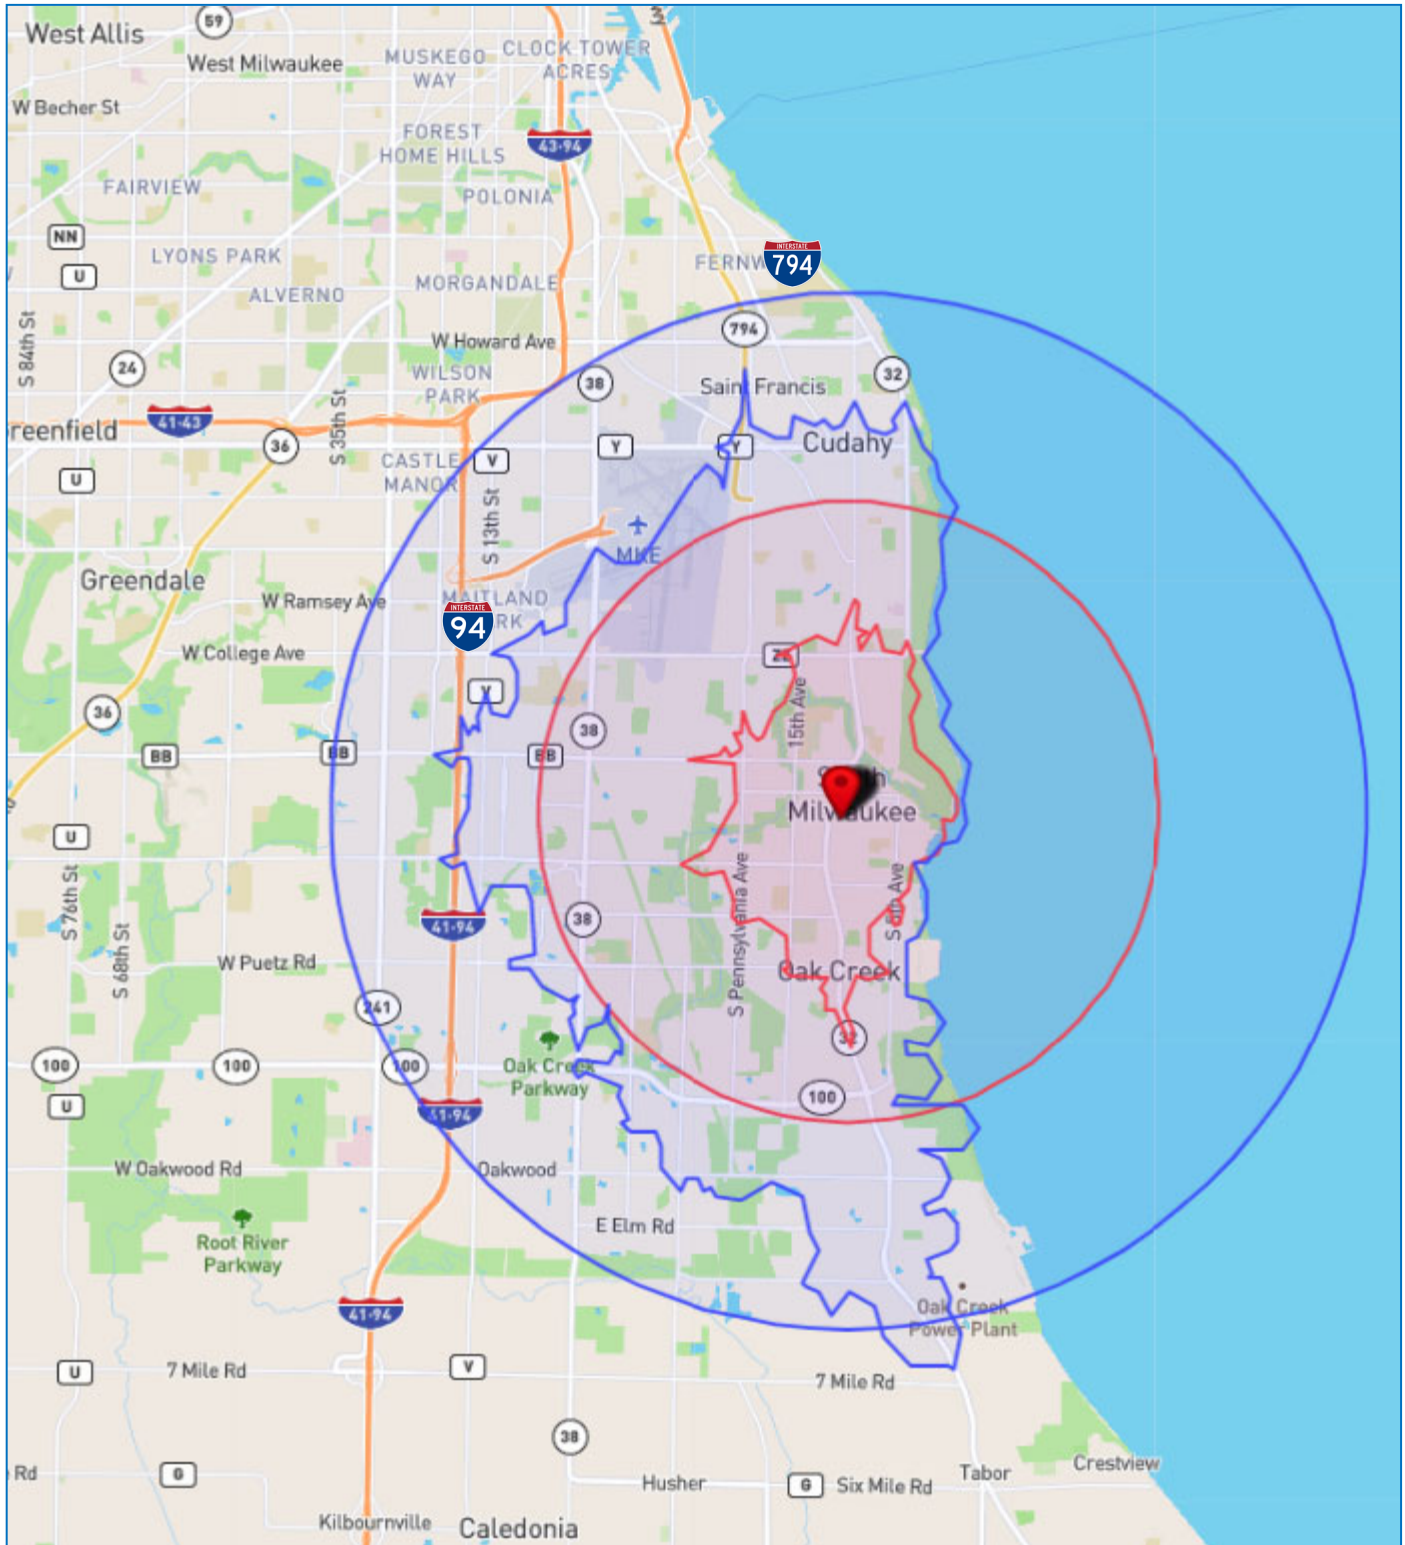 59
West Allis
West Milwaukee
MUSKEGO
WAY
CLOCK TOWER
ACRES
W Becher St
FOREST
HOME HILLS
43-94
FAIRVIEW
POLONIA
NN
U
LYONS PARK
FERNW
INTERSTATE
794
ALVERNO
MORGANDALE
S 84th St
W Howard Ave
794
24
WILSON
PARK
38
Saint Francis
32
41-43
reenfield
36
S 35th St
Y
Y
Cudahy
CASTLE
MANOR
V
U
S 13th St
MKE
Greendale
W Ramsey Ave
MAITLAND
RK
INTERSTATE
94
W College Ave
15th Ave
36
38
BB
BB
BB
Milwaukee
U
S 76th St
S 68th St
S Pennsylvania Ave
S 5th Ave
41-94
38
W Puetz Rd
Oak Creek
241
32
100
100
100
Oak Creek
Parkway
100
U
41-94
W Oakwood Rd
Oakwood
Root River
Parkway
E Elm Rd
41-94
Oak Creek
Power Plant
U
7 Mile Rd
V
7 Mile Rd
38
Rd
G
Husher
G
Six Mile Rd
Tabor
Crestview
Kilbournville
Caledonia